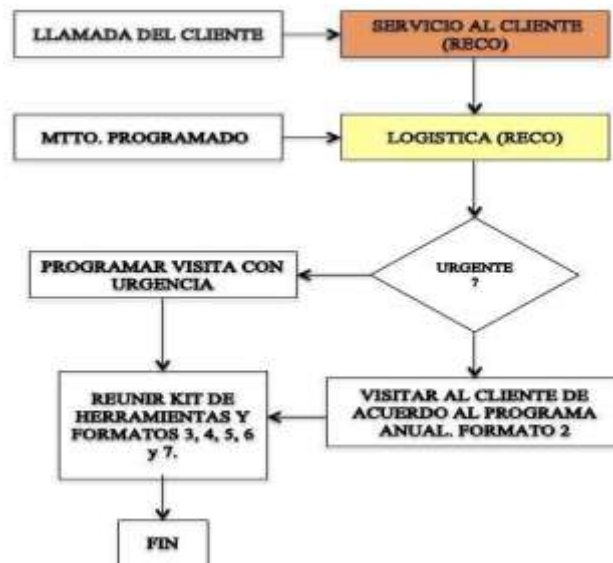 LLAMADA DEL CLIENTE
SERVICIO AL CLIENTE
(RECO)
MTTO. PROGRAMADO
LOGISTICA (RECO)
URGENTE
?
PROGRAMAR VISITA CON
URGENCIA
VISITAR AL CLIENTE DE
ACUERDO AL PROGRAMA
ANUAL. FORMATO 2
REUNIR KIT DE
HERRAMIENTAS Y
FORMATOS 3, 4, 5, 6
y 7.
FIN